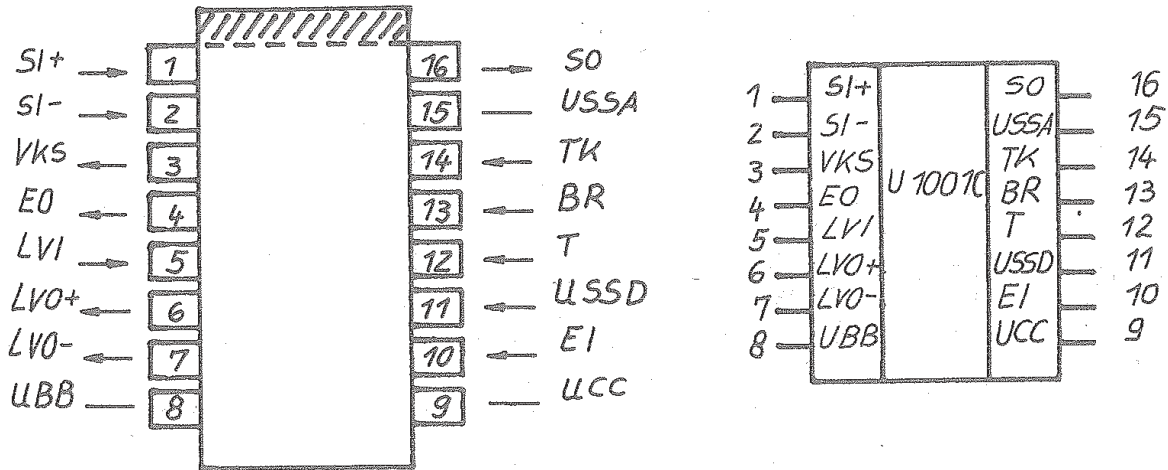 SI+ 1 16 SO
SI- 2 15 USSA
VKS 3 14 TK
EO 4 13 BR
LVI 5 12 T
LVO+ 6 11 USSD
LVO- 7 10 EI
UBB 8 9 UCC
1 SI+ SO 16
2 SI- USSA 15
3 VKS TK 14
U1001C
4 EO BR 13
5 LVI T 12
6 LVO+ USSD 11
7 LVO- EI 10
8 UBB UCC 9